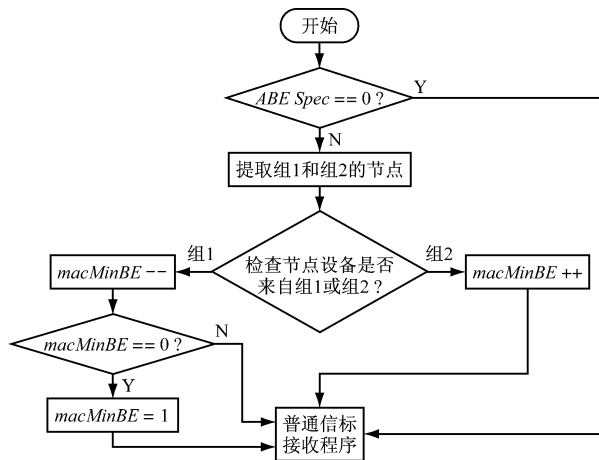 开始
ABE Spec == 0 ?
Y
N
提取组1和组2的节点
组1
检查节点设备是否
来自组1或组2？
组2
macMinBE --
macMinBE ++
macMinBE == 0 ?
N
Y
macMinBE = 1
普通信标
接收程序